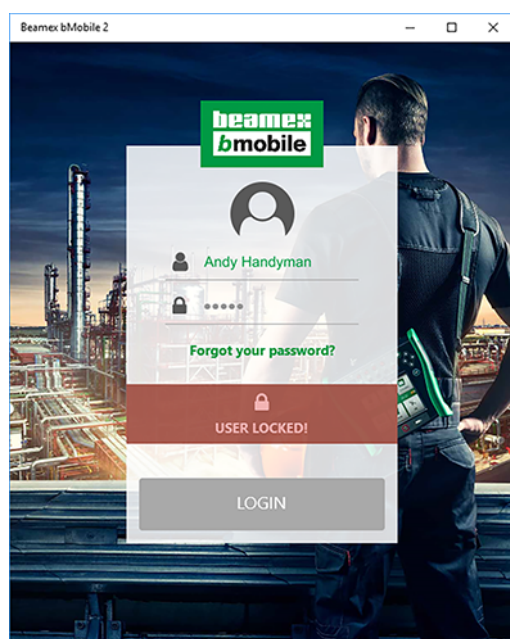 Beamex bMobile 2
beamex
bmobile
Andy Handyman
•••••
Forgot your password?
USER LOCKED!
LOGIN